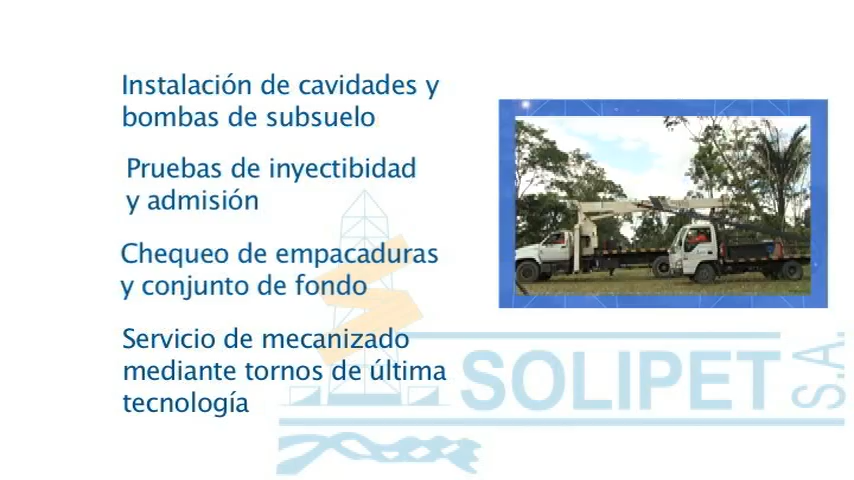 Instalación de cavidades y
bombas de subsuelo
Pruebas de inyectibidad
y admisión
Chequeo de empacaduras
y conjunto de fondo
Servicio de mecanizado
mediante tornos de última
tecnología
SOLIPET S.A.